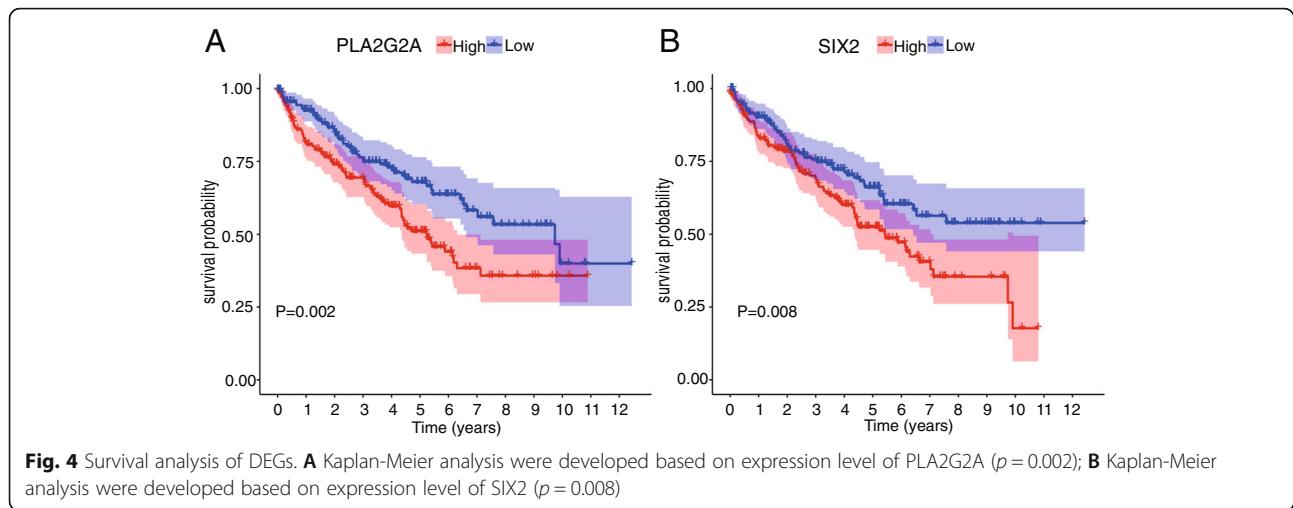 A
PLA2G2A High Low
1.00
0.75
0.50
0.25
0.00
survival probability
P=0.002
0 1 2 3 4 5 6 7 8 9 10 11 12
Time (years)
B
SIX2 High Low
1.00
0.75
0.50
0.25
0.00
survival probability
P=0.008
0 1 2 3 4 5 6 7 8 9 10 11 12
Time (years)
Fig. 4 Survival analysis of DEGs. A Kaplan-Meier analysis were developed based on expression level of PLA2G2A (p = 0.002); B Kaplan-Meier
analysis were developed based on expression level of SIX2 (p = 0.008)